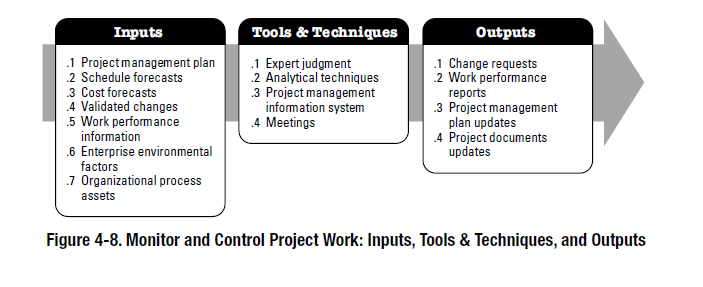 Inputs
.1 Project management plan
.2 Schedule forecasts
.3 Cost forecasts
.4 Validated changes
.5 Work performance
information
.6 Enterprise environmental
factors
.7 Organizational process
assets
Tools & Techniques
.1 Expert judgment
.2 Analytical techniques
.3 Project management
information system
.4 Meetings
Outputs
.1 Change requests
.2 Work performance
reports
.3 Project management
plan updates
.4 Project documents
updates
Figure 4-8. Monitor and Control Project Work: Inputs, Tools & Techniques, and Outputs